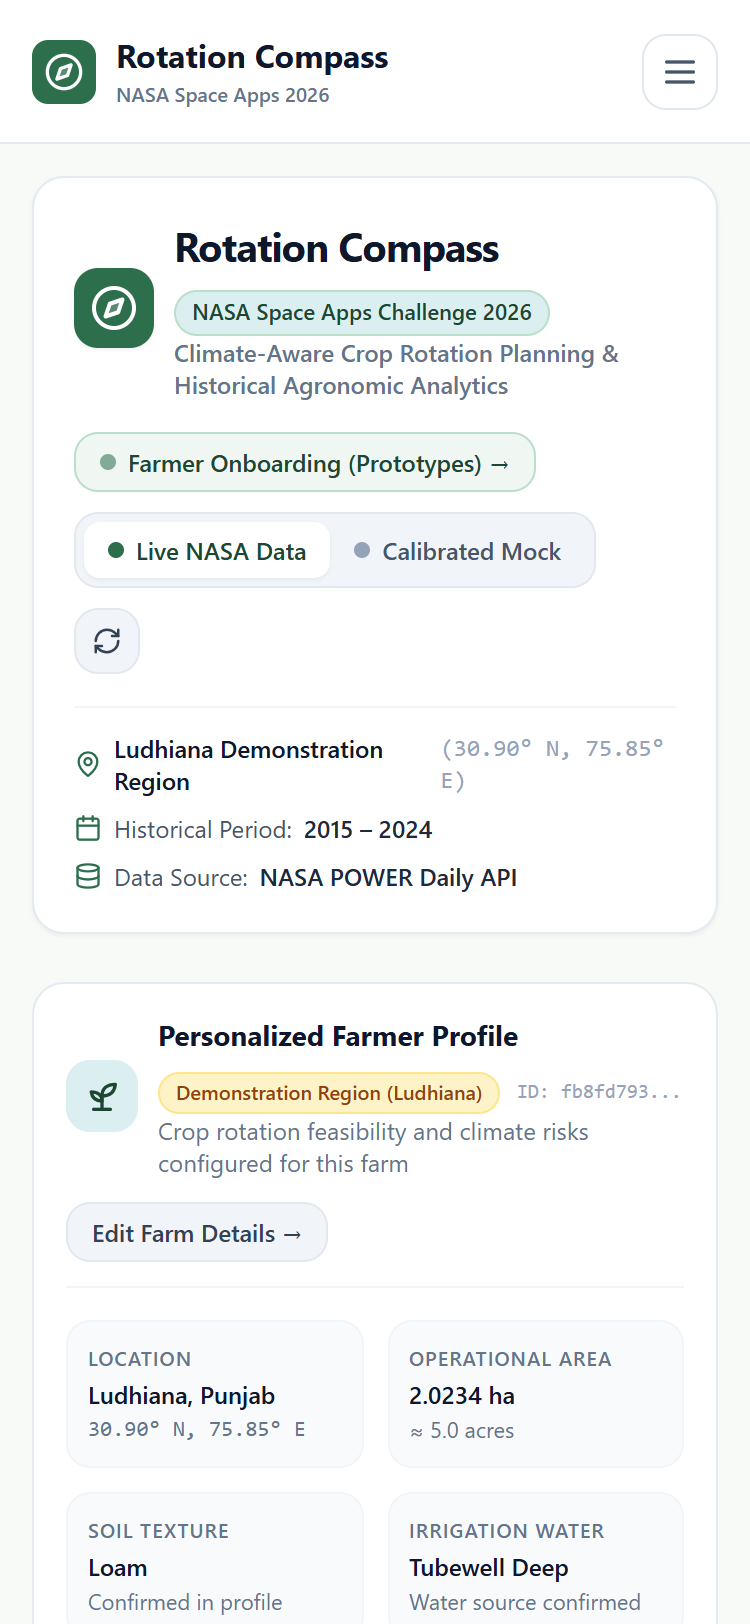 Rotation Compass
NASA Space Apps 2026
Rotation Compass
NASA Space Apps Challenge 2026
Climate-Aware Crop Rotation Planning &
Historical Agronomic Analytics
Farmer Onboarding (Prototypes) →
Live NASA Data
Calibrated Mock
Ludhiana Demonstration
Region
(30.90° N, 75.85°
E)
Historical Period: 2015 – 2024
Data Source: NASA POWER Daily API
Personalized Farmer Profile
Demonstration Region (Ludhiana)
ID: fb8fd793...
Crop rotation feasibility and climate risks
configured for this farm
Edit Farm Details →
LOCATION
Ludhiana, Punjab
30.90° N, 75.85° E
OPERATIONAL AREA
2.0234 ha
≈ 5.0 acres
SOIL TEXTURE
Loam
Confirmed in profile
IRRIGATION WATER
Tubewell Deep
Water source confirmed